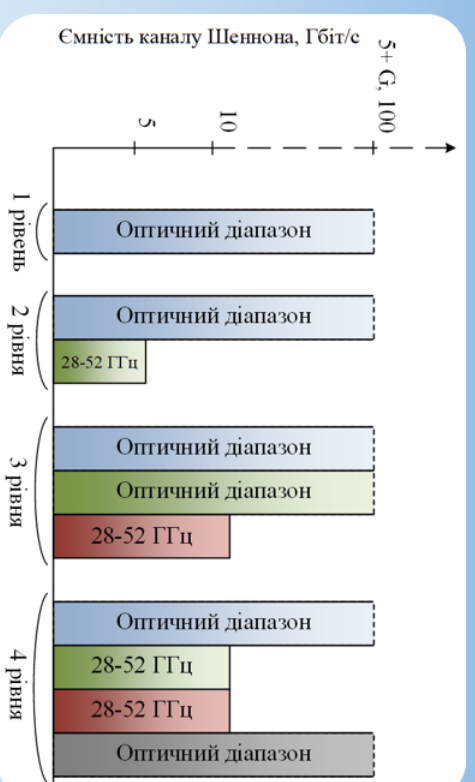 Ємність каналу Шеннона, Гбіт/с
5
10
5+ G, 100
1 рівень
Оптичний діапазон
2 рівня
Оптичний діапазон
28-52 ГГц
3 рівня
Оптичний діапазон
Оптичний діапазон
28-52 ГГц
4 рівня
Оптичний діапазон
28-52 ГГц
28-52 ГГц
Оптичний діапазон